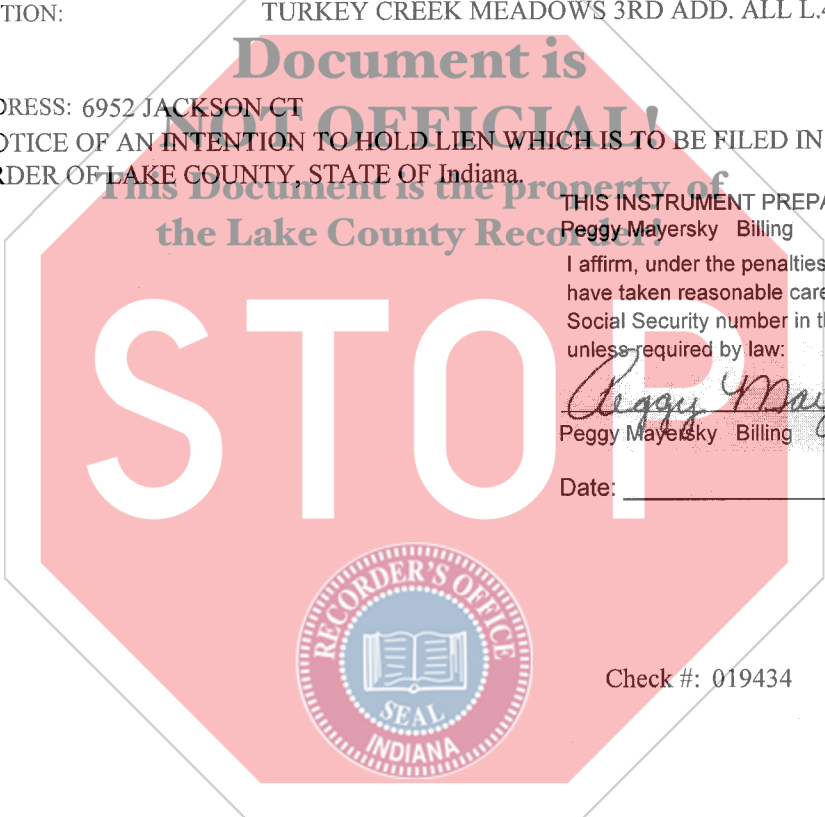 TION: TURKEY CREEK MEADOWS 3RD ADD. ALL L.4
Document is
DRESS: 6952 JACKSON CT
NOT OFFICIAL!
OTICE OF AN INTENTION TO HOLD LIEN WHICH IS TO BE FILED IN
RDER OF LAKE COUNTY, STATE OF Indiana.
This Document is the property of
the Lake County Recorder!
THIS INSTRUMENT PREPA
Peggy Mayersky Billing
I affirm, under the penalties
have taken reasonable care
Social Security number in th
unless required by law:
STOP
Peggy May
Peggy Mayersky Billing
Date:
RECORDER'S OFFICE
SEAL
INDIANA
Check #: 019434